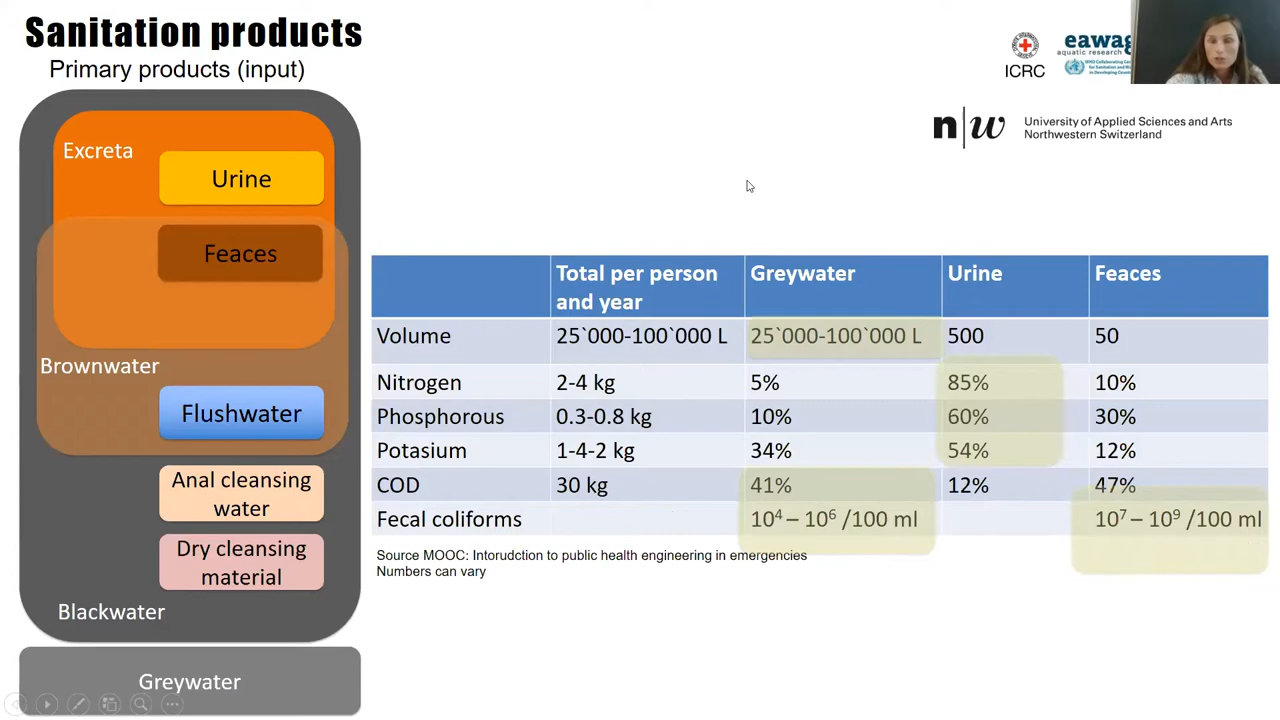 Sanitation products
Primary products (input)
Excreta
Urine
Feaces
Brownwater
Flushwater
Anal cleansing
water
Dry cleansing
material
Blackwater
Greywater
ICRC
eawag
aquatic research
n|w University of Applied Sciences and Arts
Northwestern Switzerland
Total per person
and year Greywater Urine Feaces
Volume 25`000-100`000 L 25`000-100`000 L 500 50
Nitrogen 2-4 kg 5% 85% 10%
Phosphorous 0.3-0.8 kg 10% 60% 30%
Potasium 1-4-2 kg 34% 54% 12%
COD 30 kg 41% 12% 47%
Fecal coliforms 10⁴ – 10⁶ /100 ml 10⁷ – 10⁹ /100 ml
Source MOOC: Intorudction to public health engineering in emergencies
Numbers can vary